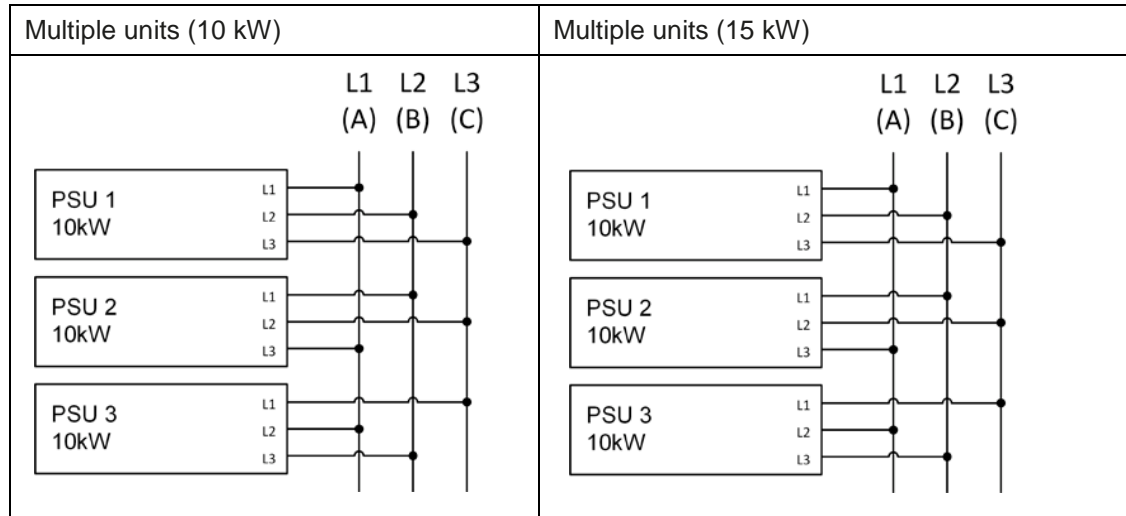 Multiple units (10 kW)
Multiple units (15 kW)
L1 L2 L3
(A) (B) (C)
PSU 1
10kW
L1
L2
L3
PSU 2
10kW
L1
L2
L3
PSU 3
10kW
L1
L2
L3
L1 L2 L3
(A) (B) (C)
PSU 1
10kW
L1
L2
L3
PSU 2
10kW
L1
L2
L3
PSU 3
10kW
L1
L2
L3